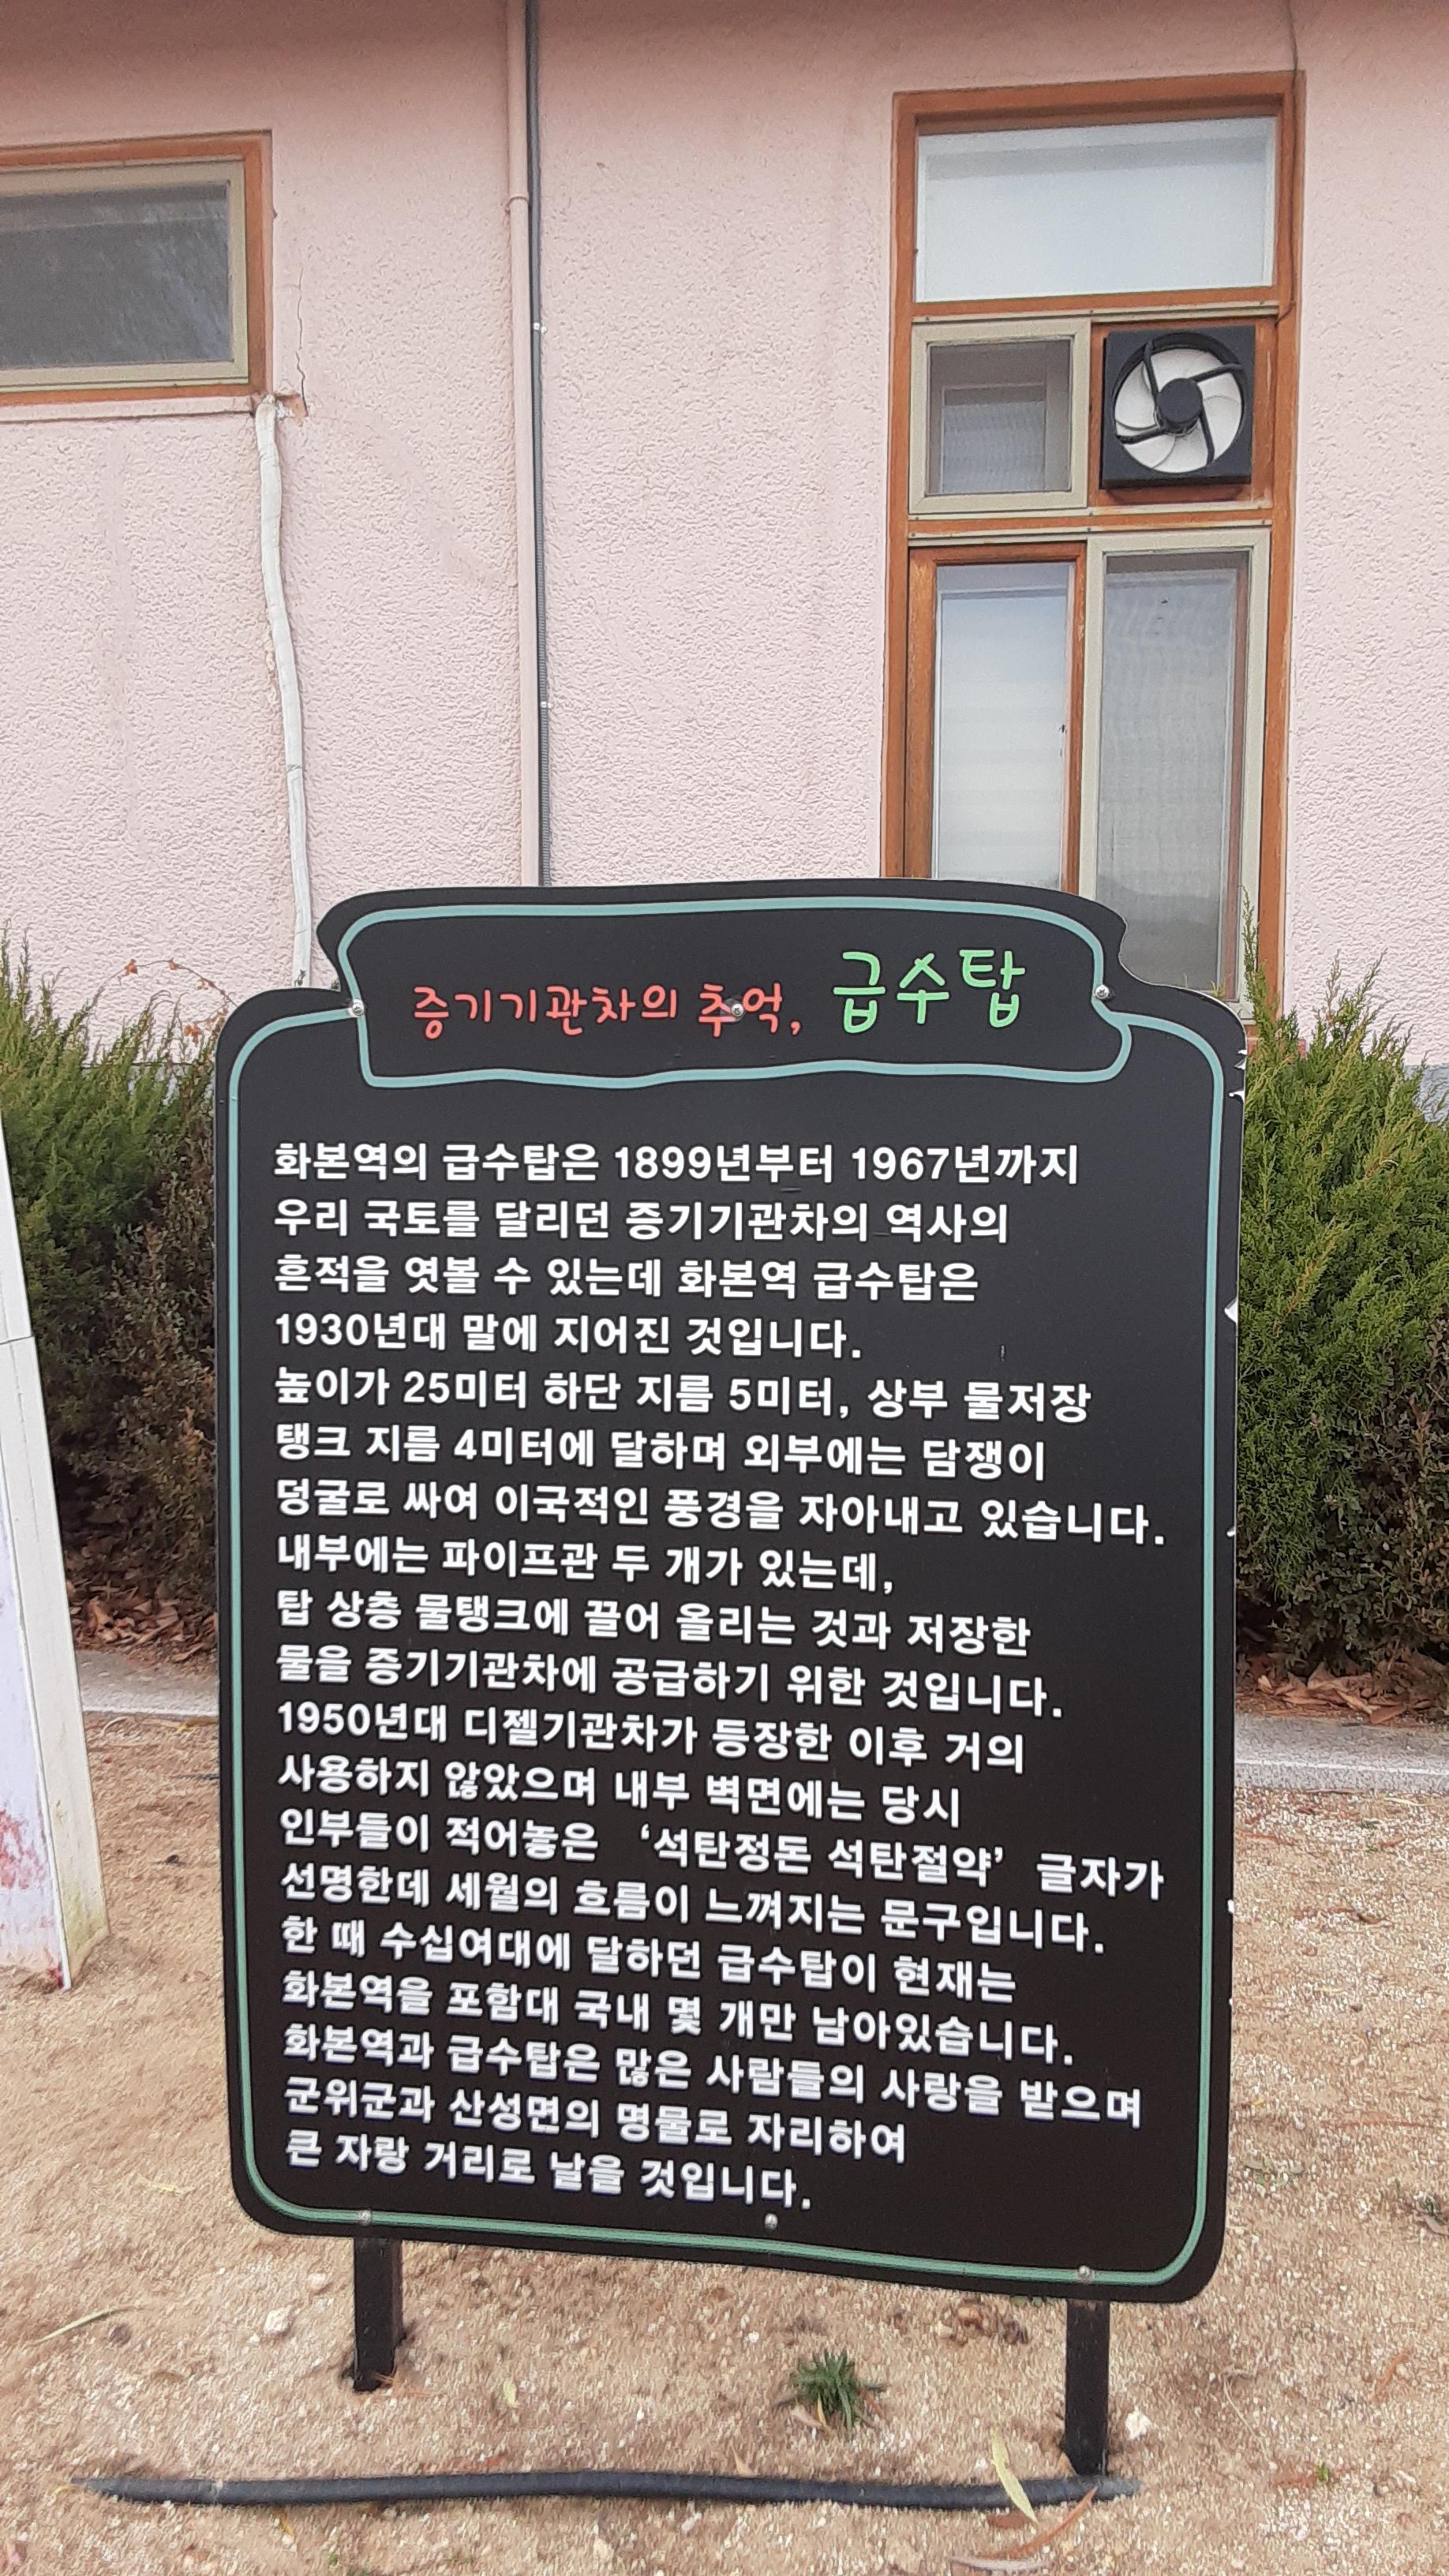 증기기관차의 추억, 급수탑
화본역의 급수탑은 1899년부터 1967년까지
우리 국토를 달리던 증기기관차의 역사의
흔적을 엿볼 수 있는데 화본역 급수탑은
1930년대 말에 지어진 것입니다.
높이가 25미터 하단 지름 5미터, 상부 물저장
탱크 지름 4미터에 달하며 외부에는 담쟁이
덩굴로 싸여 이국적인 풍경을 자아내고 있습니다.
내부에는 파이프관 두 개가 있는데,
탑 상층 물탱크에 끌어 올리는 것과 저장한
물을 증기기관차에 공급하기 위한 것입니다.
1950년대 디젤기관차가 등장한 이후 거의
사용하지 않았으며 내부 벽면에는 당시
인부들이 적어놓은 ‘석탄정돈 석탄절약’ 글자가
선명한데 세월의 흐름이 느껴지는 문구입니다.
한 때 수십여대에 달하던 급수탑이 현재는
화본역을 포함대 국내 몇 개만 남아있습니다.
화본역과 급수탑은 많은 사람들의 사랑을 받으며
군위군과 산성면의 명물로 자리하여
큰 자랑 거리로 남을 것입니다.